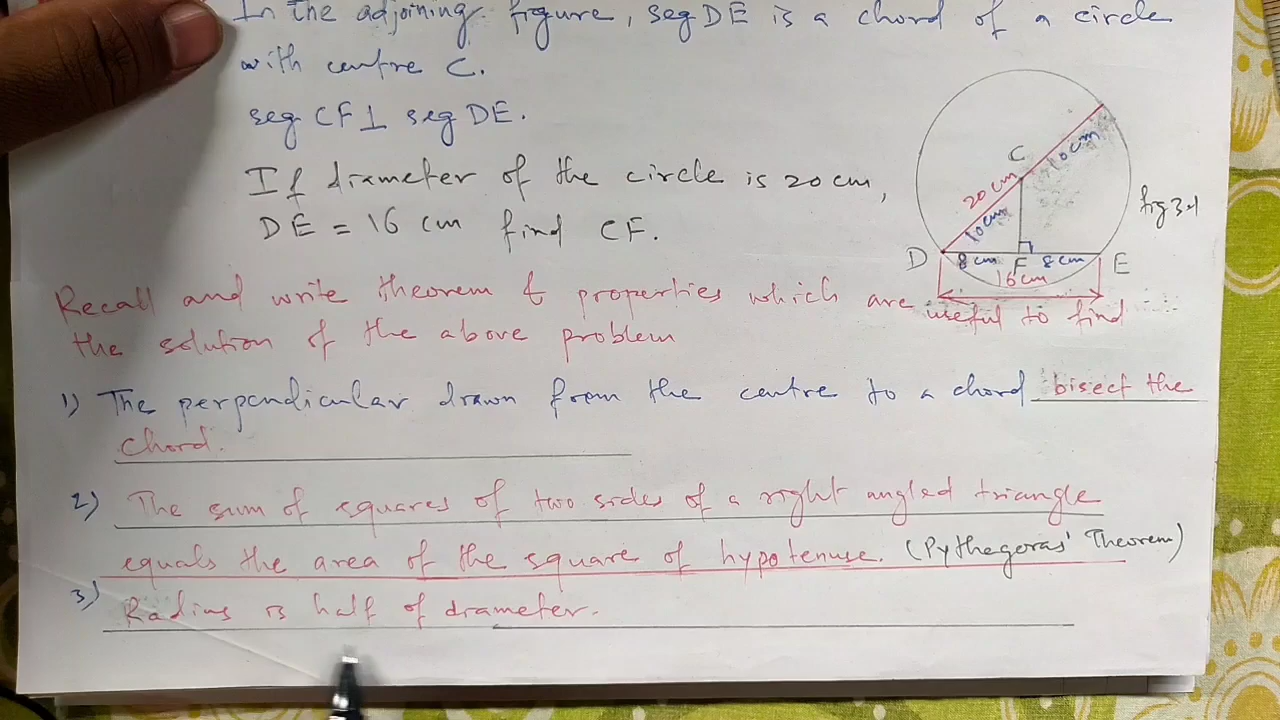 In the adjoining figure, seg DE is a chord of a circle
with centre C.
seg CF ⊥ seg DE.
If diameter of the circle is 20 cm,
DE = 16 cm find CF.
C
10 cm
20 cm
10 cm
fig 3.1
D
8 cm
F
8 cm
E
16 cm
Recall and write theorem & properties which are useful to find
the solution of the above problem
1) The perpendicular drawn from the centre to a chord bisect the
chord.
2) The sum of squares of two sides of a right angled triangle
equals the area of the square of hypotenuse. (Pythegoras' Theorem)
3) Radius is half of diameter.